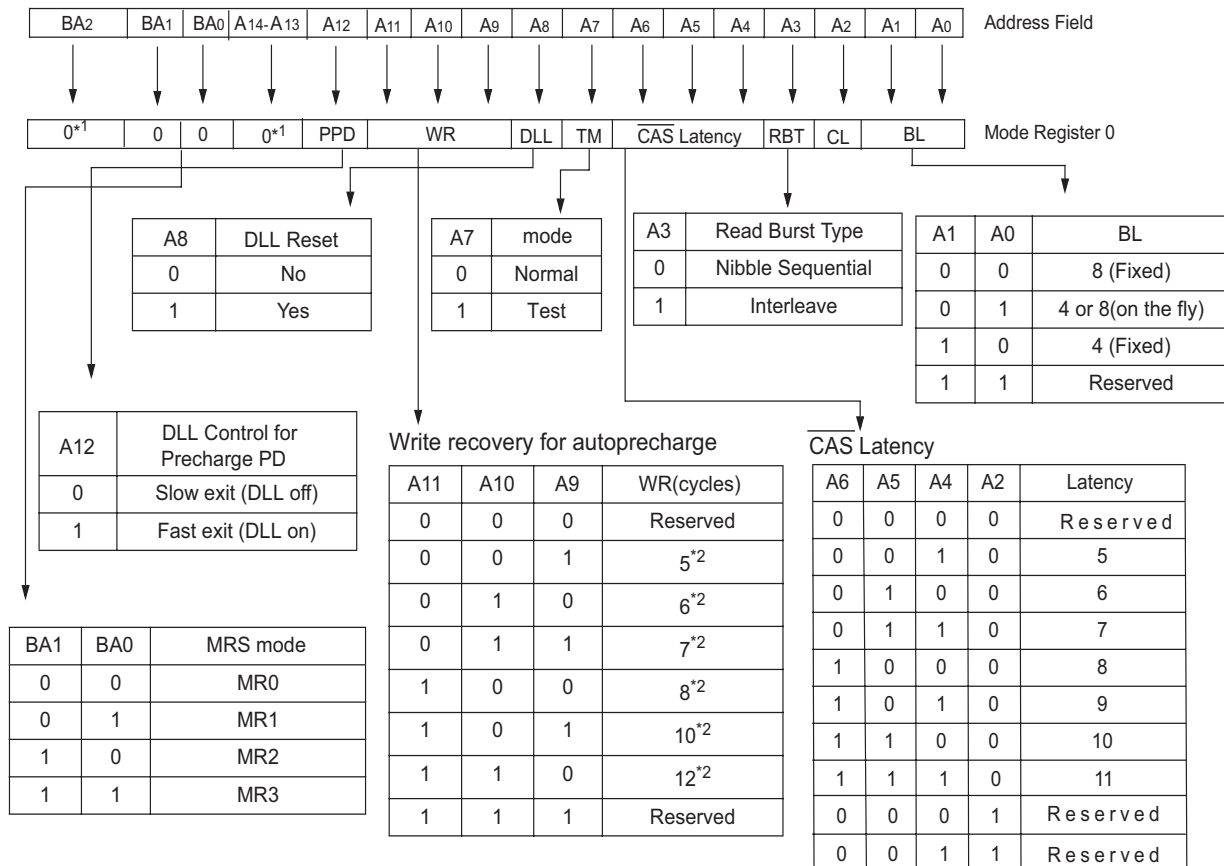 BA2 BA1 BA0 A14-A13 A12 A11 A10 A9 A8 A7 A6 A5 A4 A3 A2 A1 A0 Address Field
0*1 0 0 0*1 PPD WR DLL TM CAS Latency RBT CL BL Mode Register 0
A8 DLL Reset
0 No
1 Yes
A7 mode
0 Normal
1 Test
A3 Read Burst Type
0 Nibble Sequential
1 Interleave
A1 A0 BL
0 0 8 (Fixed)
0 1 4 or 8(on the fly)
1 0 4 (Fixed)
1 1 Reserved
A12 DLL Control for
Precharge PD
0 Slow exit (DLL off)
1 Fast exit (DLL on)
BA1 BA0 MRS mode
0 0 MR0
0 1 MR1
1 0 MR2
1 1 MR3
Write recovery for autoprecharge
A11 A10 A9 WR(cycles)
0 0 0 Reserved
0 0 1 5*2
0 1 0 6*2
0 1 1 7*2
1 0 0 8*2
1 0 1 10*2
1 1 0 12*2
1 1 1 Reserved
CAS Latency
A6 A5 A4 A2 Latency
0 0 0 0 Reserved
0 0 1 0 5
0 1 0 0 6
0 1 1 0 7
1 0 0 0 8
1 0 1 0 9
1 1 0 0 10
1 1 1 0 11
0 0 0 1 Reserved
0 0 1 1 Reserved